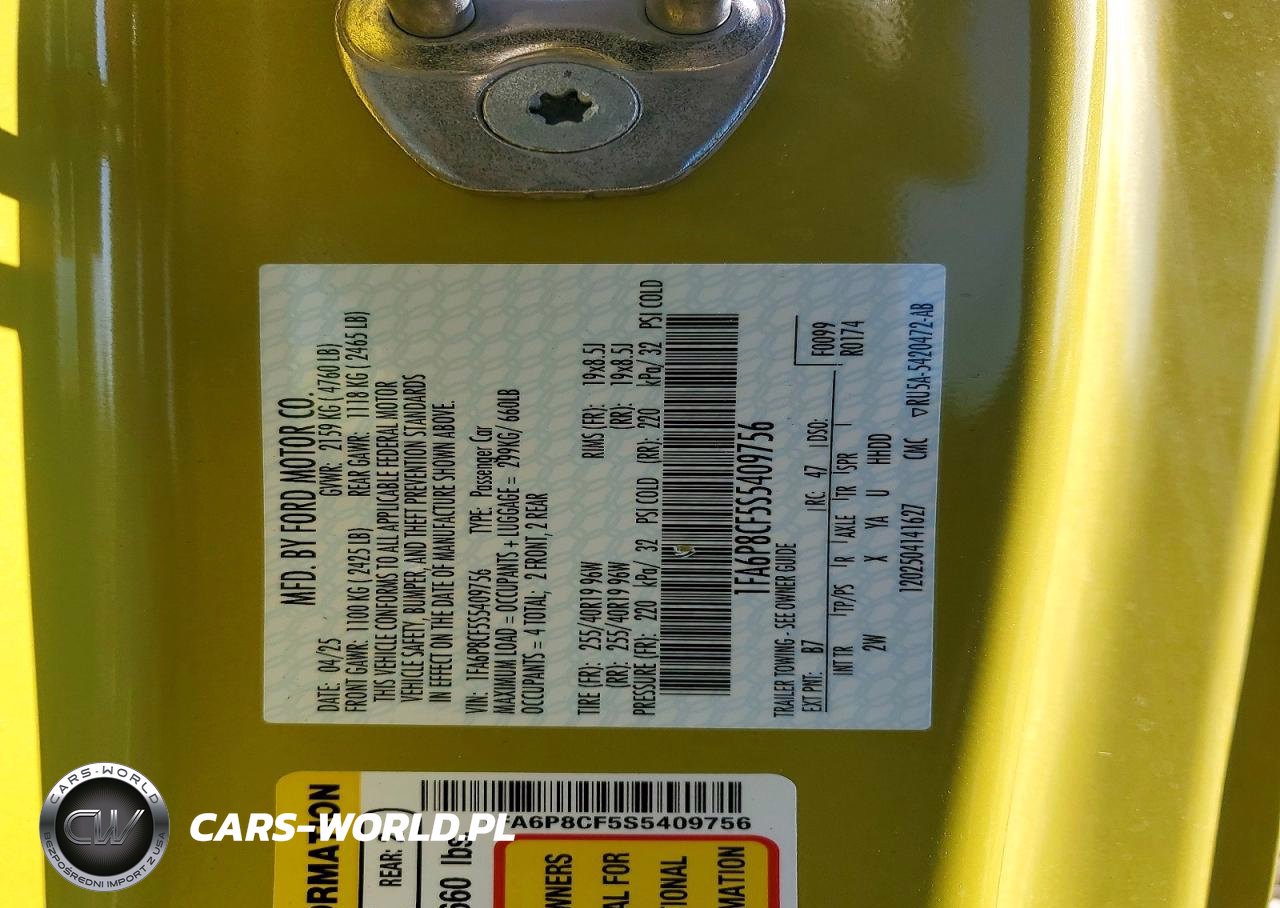 MFD. BY FORD MOTOR CO.
DATE: 04/25 GVWR: 2159 KG ( 4760 LB)
FRONT GAWR: 1100 KG ( 2425 LB) REAR GAWR: 1118 KG ( 2465 LB)
THIS VEHICLE CONFORMS TO ALL APPLICABLE FEDERAL MOTOR
VEHICLE SAFETY, BUMPER, AND THEFT PREVENTION STANDARDS
IN EFFECT ON THE DATE OF MANUFACTURE SHOWN ABOVE.
VIN: 1FA6P8CF5S5409756 TYPE: Passenger Car
MAXIMUM LOAD = OCCUPANTS + LUGGAGE = 299KG/ 660LB
OCCUPANTS = 4 TOTAL; 2 FRONT, 2 REAR
TIRE (FR): 255/40R19 96W RIMS (FR): 19x8.5J
(RR): 255/40R19 96W (RR): 19x8.5J
PRESSURE (FR): 220 kPa/ 32 PSI COLD (RR): 220 kPa/ 32 PSI COLD
1FA6P8CF5S5409756
TRAILER TOWING - SEE OWNER GUIDE F0099
EXT PNT: B7 RC: 47 DSO: R0174
INT TR TP/PS R AXLE TR SPR
2W X YA U HHDD
1202504141627 CMC ▽RU5A-5420472-AB
FA6P8CF5S5409756
ORMATION
REAR: 2
660 lbs
WNERS
AL FOR
TIONAL
MATION
CARS-WORLD
CW
BEZPOŚREDNI IMPORT Z USA
CARS-WORLD.PL